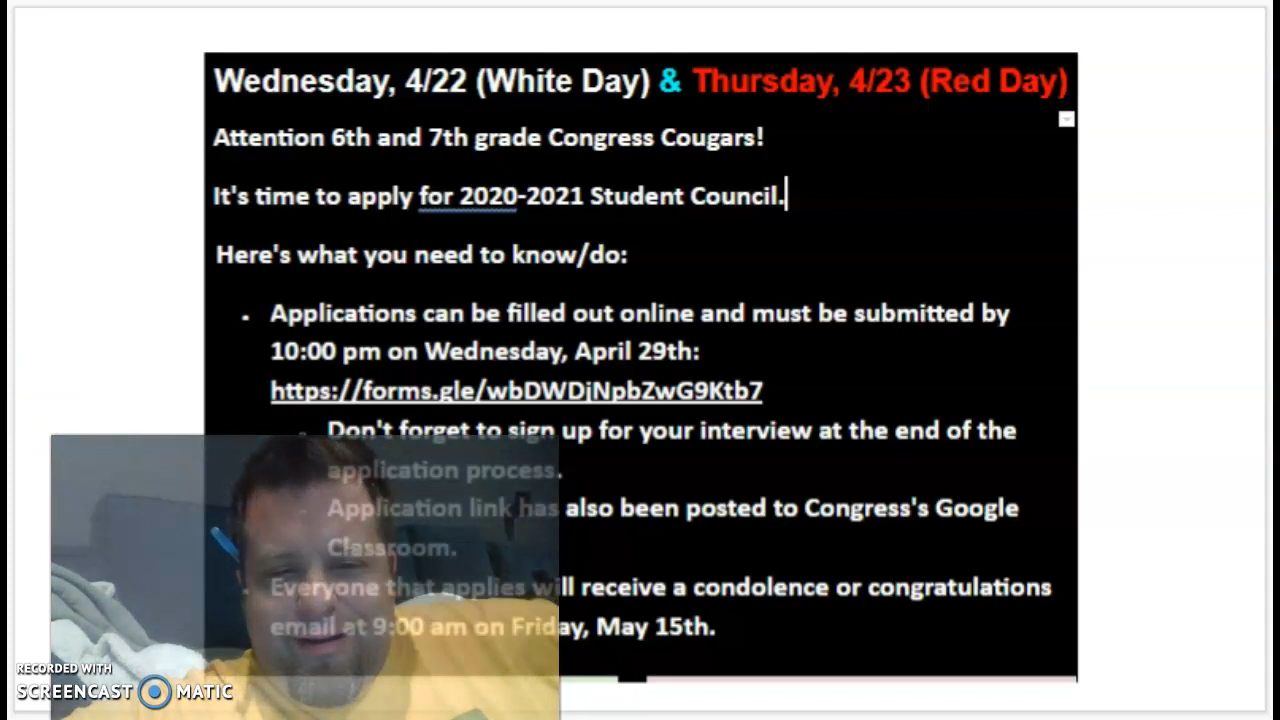 Wednesday, 4/22 (White Day) & Thursday, 4/23 (Red Day)
Attention 6th and 7th grade Congress Cougars!
It's time to apply for 2020-2021 Student Council.
Here's what you need to know/do:
Applications can be filled out online and must be submitted by
10:00 pm on Wednesday, April 29th:
https://forms.gle/wbDWDjNpbZwG9Ktb7
Don't forget to sign up for your interview at the end of the
application process.
Application link has also been posted to Congress's Google
Classroom.
Everyone that applies will receive a condolence or congratulations
email at 9:00 am on Friday, May 15th.
RECORDED WITH
SCREENCAST MATIC